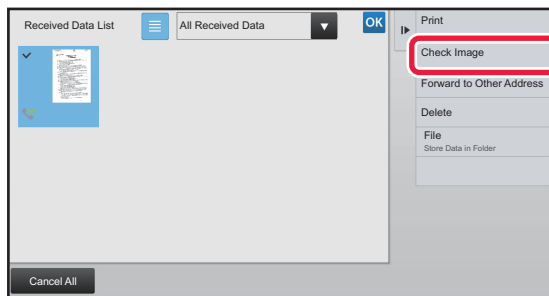 Received Data List
All Received Data
OK
Print
Check Image
Forward to Other Address
Delete
File
Store Data in Folder
Cancel All